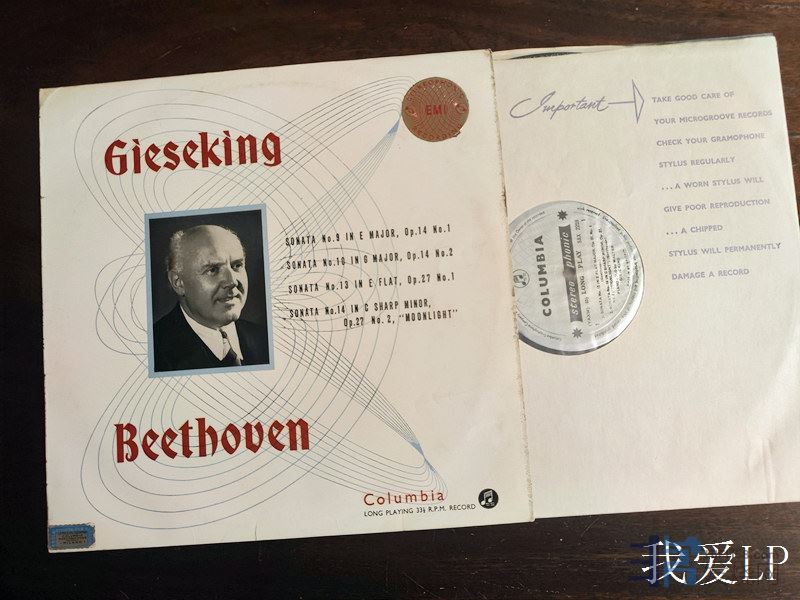 Gieseking
EMI
SONATA No.9 IN E MAJOR, Op.14 No.1
SONATA No.10 IN G MAJOR, Op.14 No.2
SONATA No.13 IN E FLAT, Op.27 No.1
SONATA No.14 IN C SHARP MINOR,
Op.27 No.2, "MOONLIGHT"
Beethoven
Columbia
LONG PLAYING 33⅓ R.P.M. RECORD
Important
TAKE GOOD CARE OF
YOUR MICROGROOVE RECORDS
CHECK YOUR GRAMOPHONE
STYLUS REGULARLY
...A WORN STYLUS WILL
GIVE POOR REPRODUCTION
...A CHIPPED
STYLUS WILL PERMANENTLY
DAMAGE A RECORD
COLUMBIA
stereo phonic
LONG PLAY
我爱LP